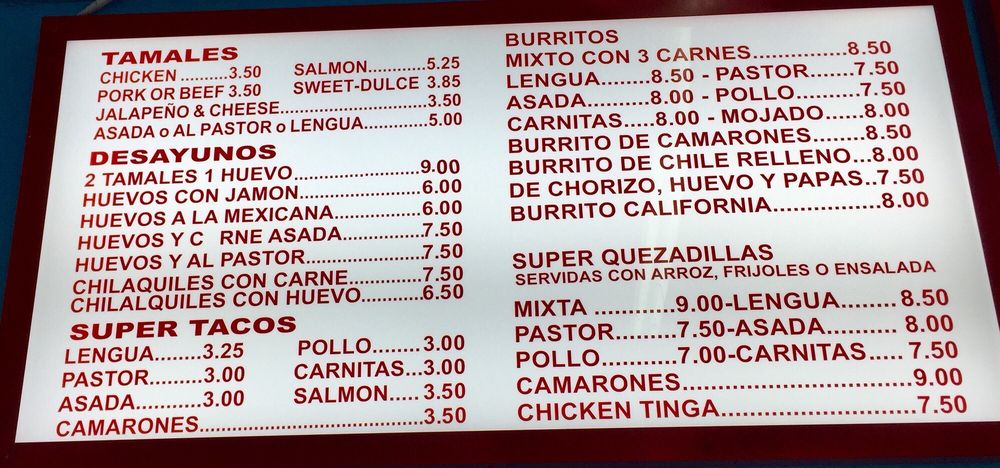 TAMALES
CHICKEN ..........3.50
PORK OR BEEF 3.50
SALMON............5.25
SWEET-DULCE 3.85
JALAPEÑO & CHEESE............................3.50
ASADA o AL PASTOR o LENGUA............5.00
DESAYUNOS
2 TAMALES 1 HUEVO......................9.00
HUEVOS CON JAMON.....................6.00
HUEVOS A LA MEXICANA...............6.00
HUEVOS Y C RNE ASADA..............7.50
HUEVOS Y AL PASTOR....................7.50
CHILAQUILES CON CARNE.............7.50
CHILALQUILES CON HUEVO...........6.50
SUPER TACOS
LENGUA........3.25
PASTOR.........3.00
ASADA...........3.00
POLLO..........3.00
CARNITAS...3.00
SALMON..... 3.50
CAMARONES..........................................3.50
BURRITOS
MIXTO CON 3 CARNES..............8.50
LENGUA.......8.50 - PASTOR.......7.50
ASADA.........8.00 - POLLO..........7.50
CARNITAS.....8.00 - MOJADO......8.00
BURRITO DE CAMARONES........8.50
BURRITO DE CHILE RELLENO...8.00
DE CHORIZO, HUEVO Y PAPAS..7.50
BURRITO CALIFORNIA................8.00
SUPER QUEZADILLAS
SERVIDAS CON ARROZ, FRIJOLES O ENSALADA
MIXTA ............9.00-LENGUA........ 8.50
PASTOR.........7.50-ASADA.......... 8.00
POLLO...........7.00-CARNITAS..... 7.50
CAMARONES.................................9.00
CHICKEN TINGA............................7.50